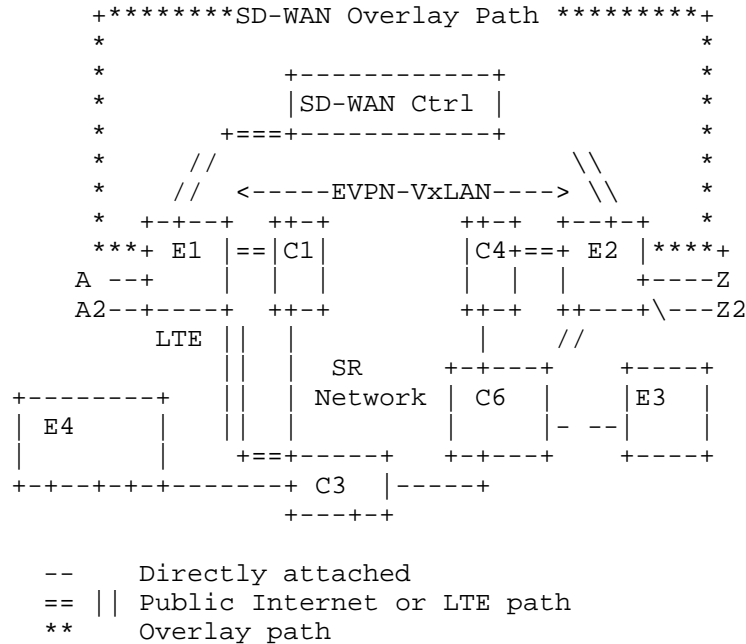 SD-WAN Overlay Path
SD-WAN Ctrl
<-----EVPN-VxLAN---->
E1 C1 C4 E2
A Z
A2 Z2
LTE
SR
Network C6 E3
E4
C3
-- Directly attached
== || Public Internet or LTE path
** Overlay path